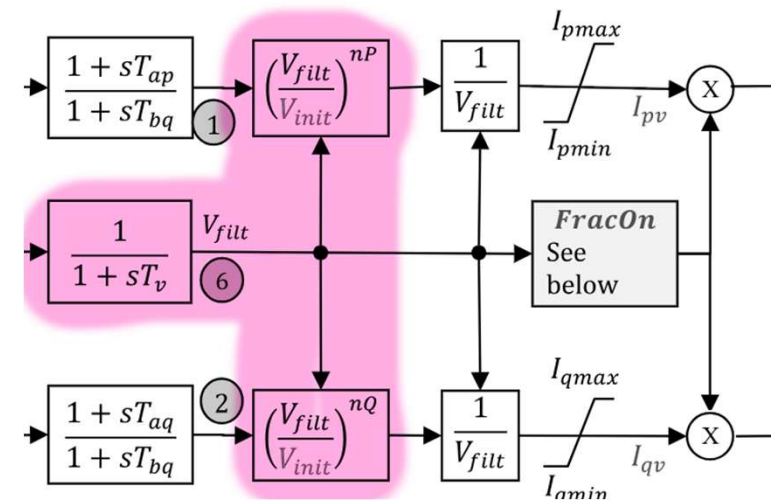 1 + sT_ap
1 + sT_bq
1
(V_filt / V_init)^nP
1
V_filt
I_pmax
I_pmin
I_pv
X
1
1 + sT_v
V_filt
6
FracOn
See
below
1 + sT_aq
1 + sT_bq
2
(V_filt / V_init)^nQ
1
V_filt
I_qmax
I_qmin
I_qv
X